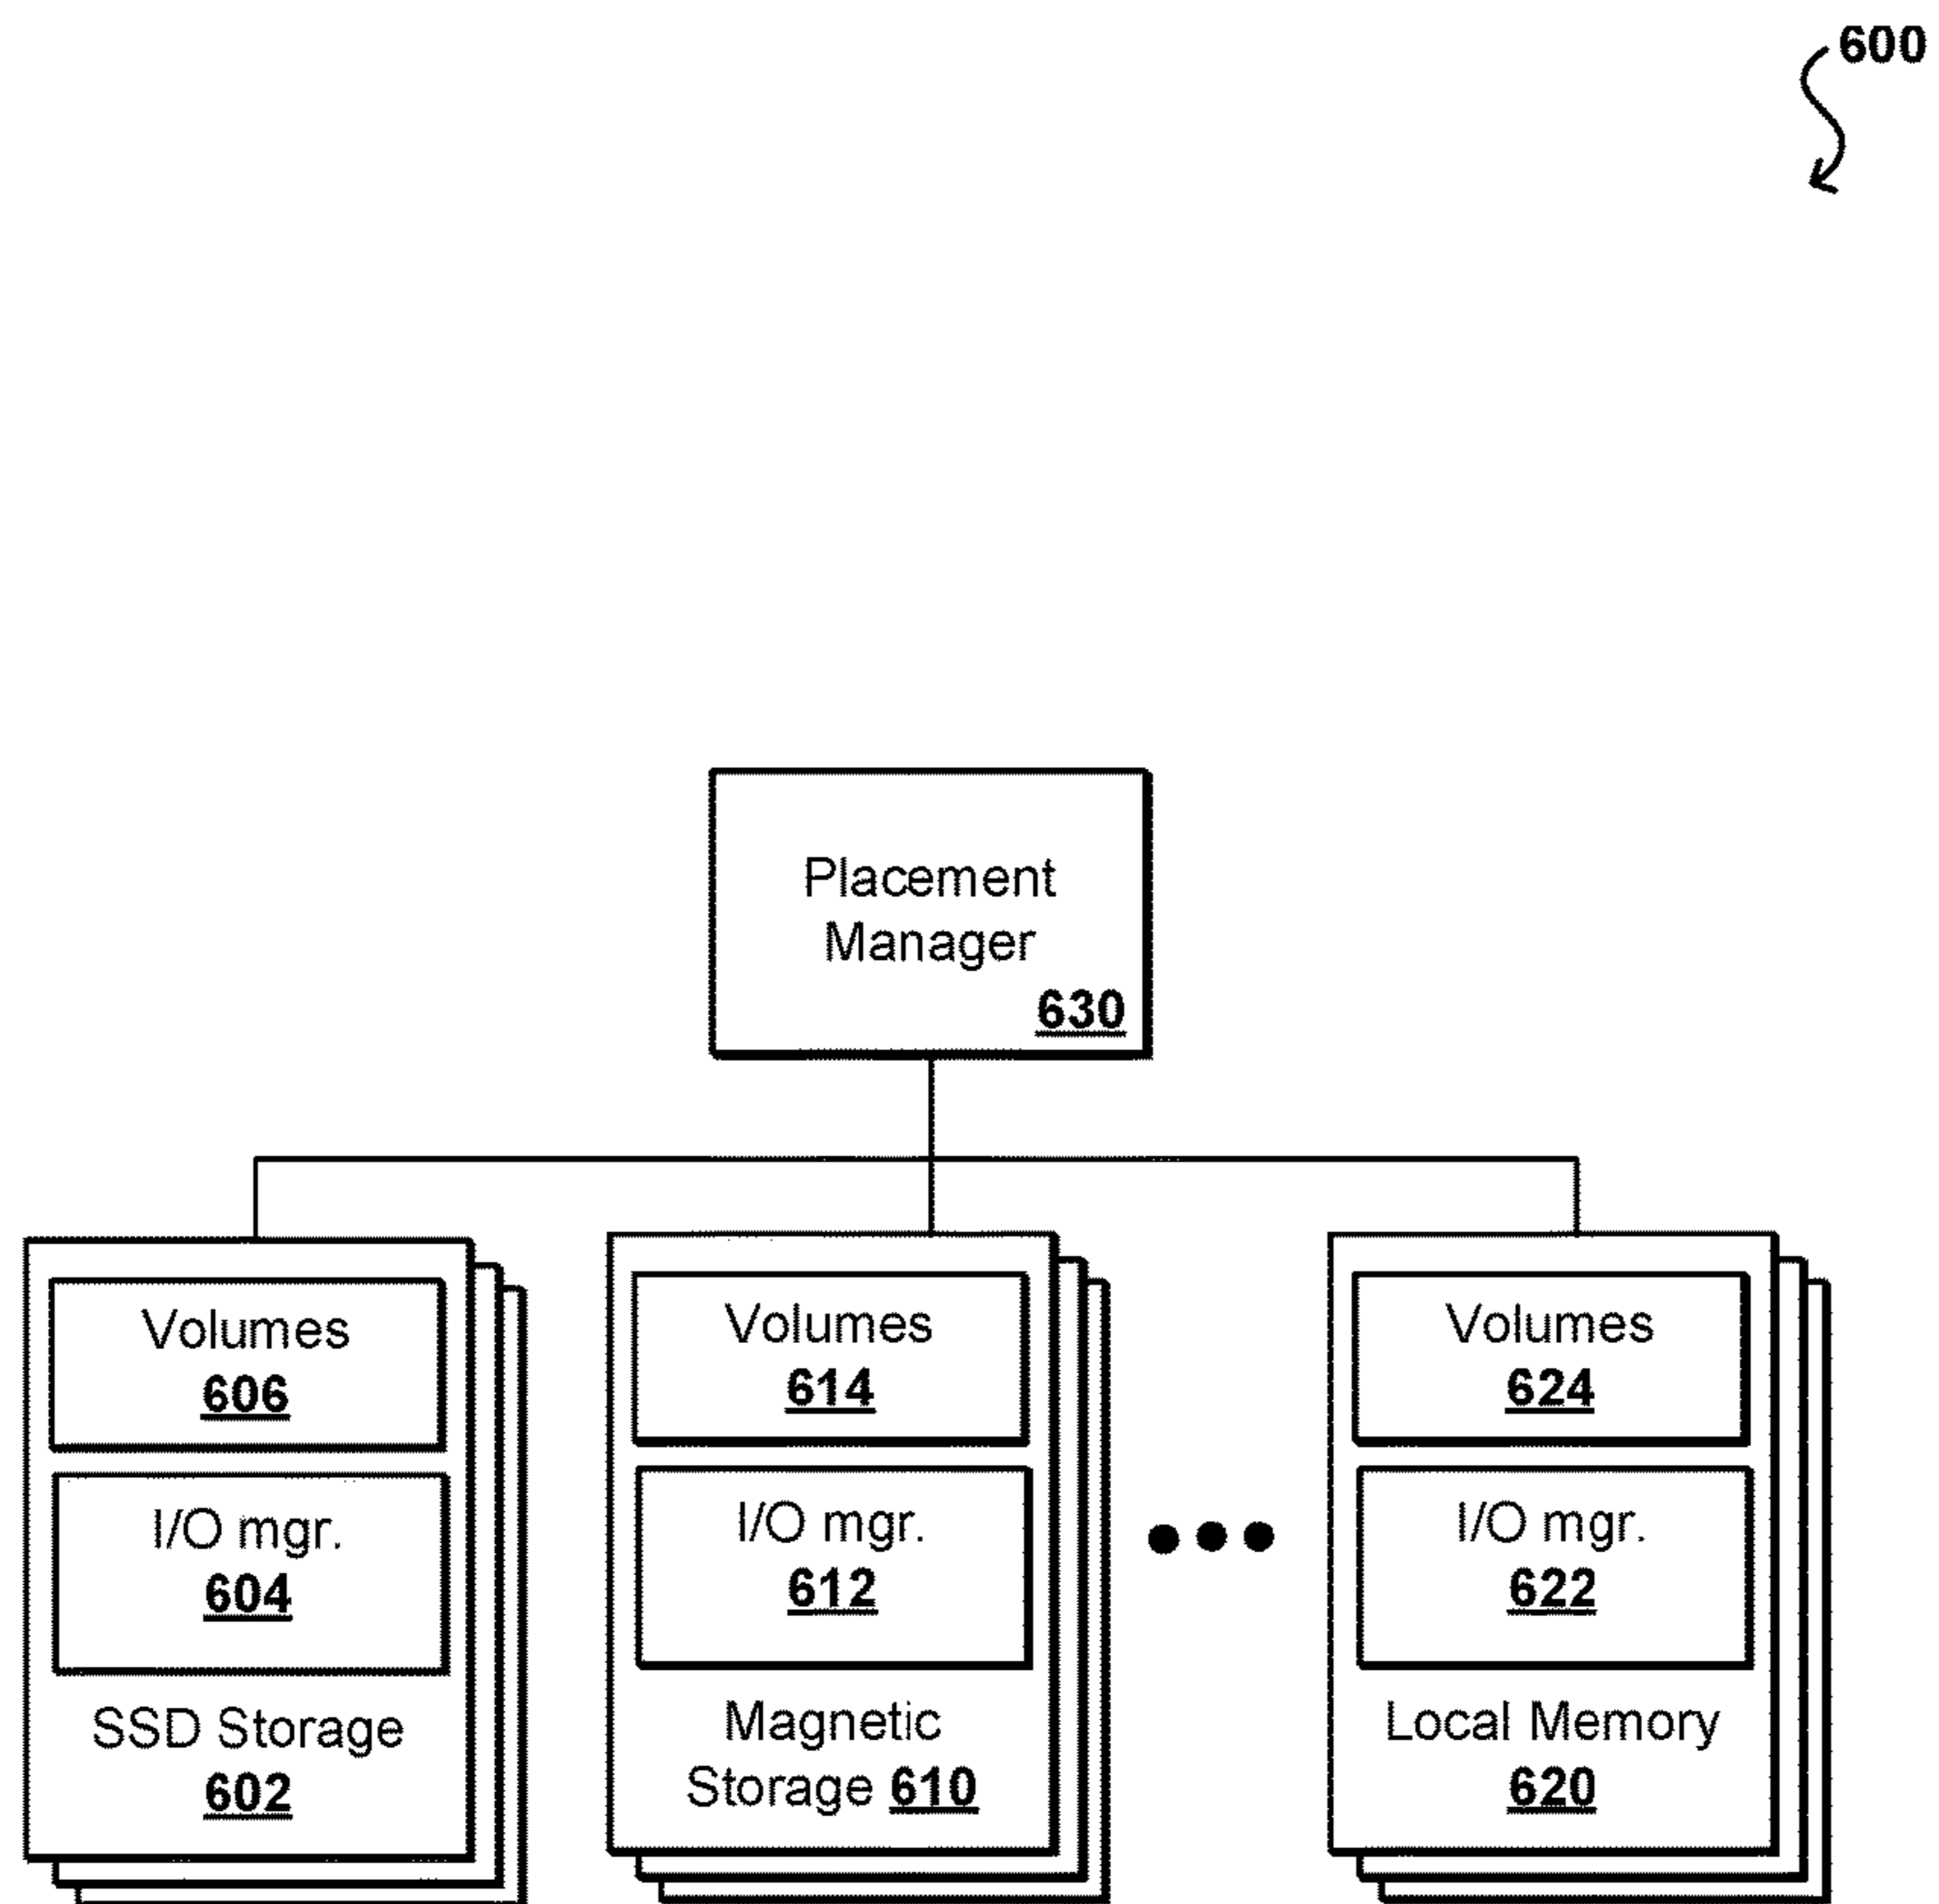 600
Placement
Manager
630
Volumes
606
I/O mgr.
604
SSD Storage
602
Volumes
614
I/O mgr.
612
Magnetic
Storage 610
Volumes
624
I/O mgr.
622
Local Memory
620